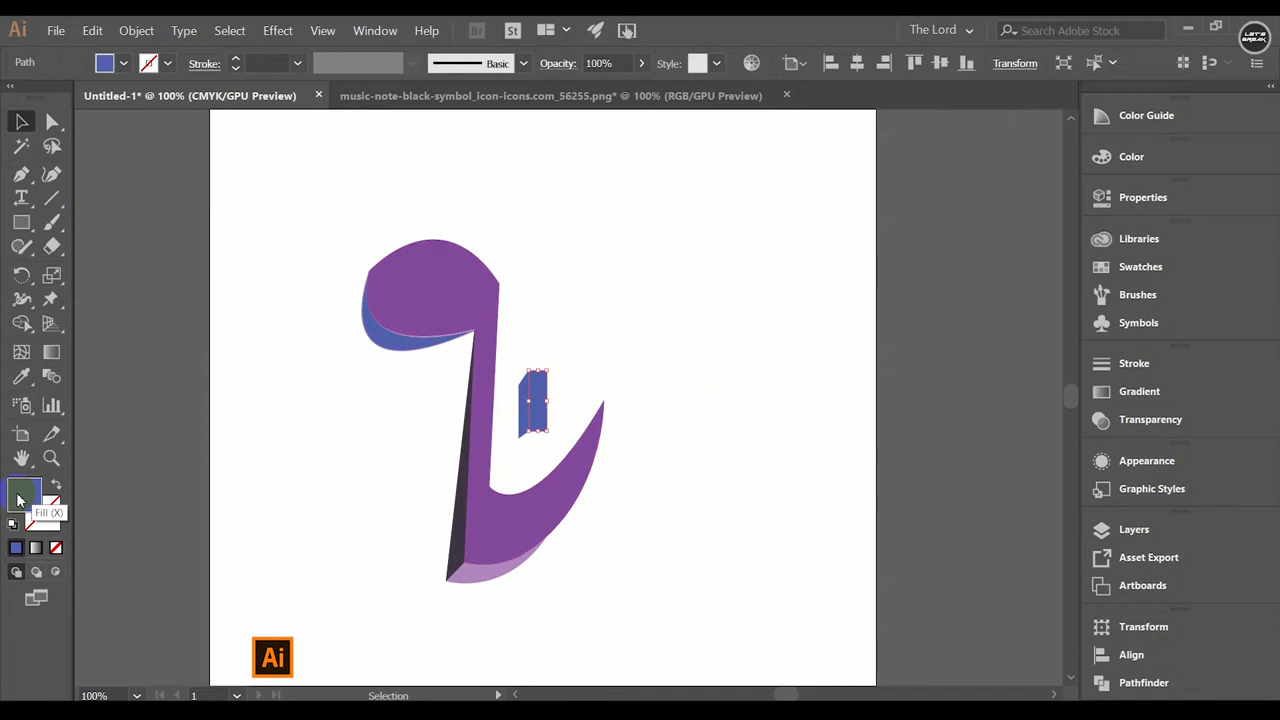 Ai File Edit Object Type Select Effect View Window Help Br St The Lord Search Adobe Stock
LET'S BREAK
Path Stroke: Basic Opacity: 100% Style: Transform
Untitled-1* @ 100% (CMYK/GPU Preview) × music-note-black-symbol_icon-icons.com_56255.png* @ 100% (RGB/GPU Preview) ×
Color Guide
Color
Properties
Libraries
Swatches
Brushes
Symbols
Stroke
Gradient
Transparency
Appearance
Graphic Styles
Fill (X)
Layers
Asset Export
Artboards
Transform
Align
Pathfinder
Ai
100% 1 Selection